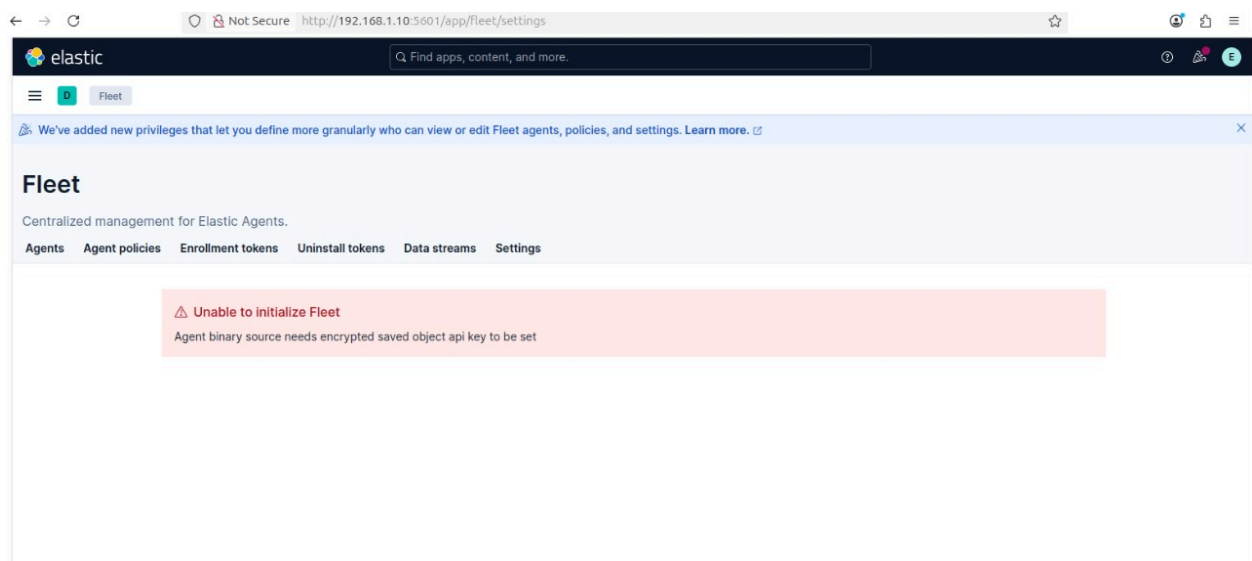 Not Secure http://192.168.1.10:5601/app/fleet/settings
elastic Find apps, content, and more. E
D Fleet
We've added new privileges that let you define more granularly who can view or edit Fleet agents, policies, and settings. Learn more.
Fleet
Centralized management for Elastic Agents.
Agents Agent policies Enrollment tokens Uninstall tokens Data streams Settings
Unable to initialize Fleet
Agent binary source needs encrypted saved object api key to be set